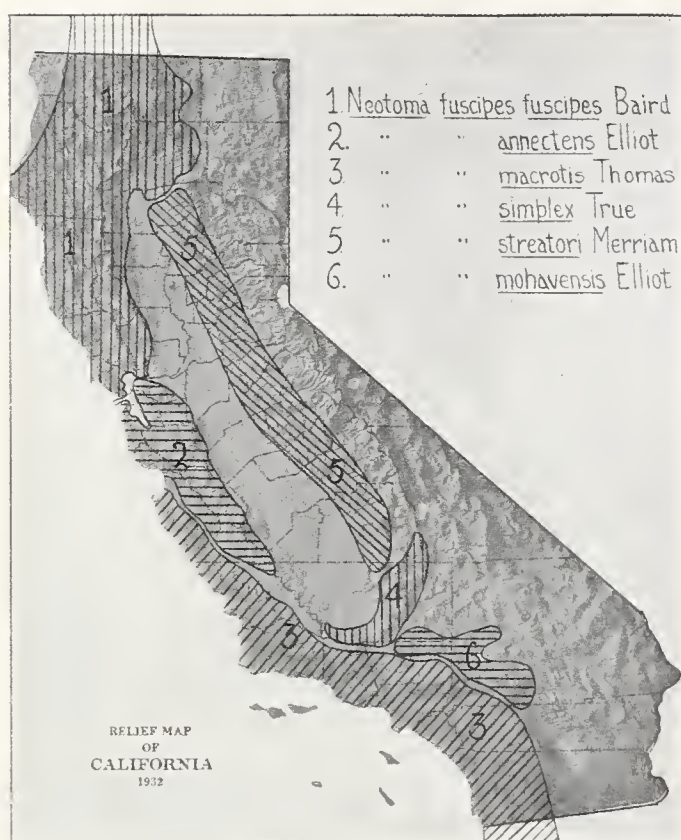 1. Neotoma fuscipes fuscipes Baird
2. " " annectens Elliot
3 " " macrotis Thomas
4 " " simplex True
5 " " streatori Merriam
6. " " mohavensis Elliot
1
1
5
2
5
4
3
6
3
RELIEF MAP
OF
CALIFORNIA
1932